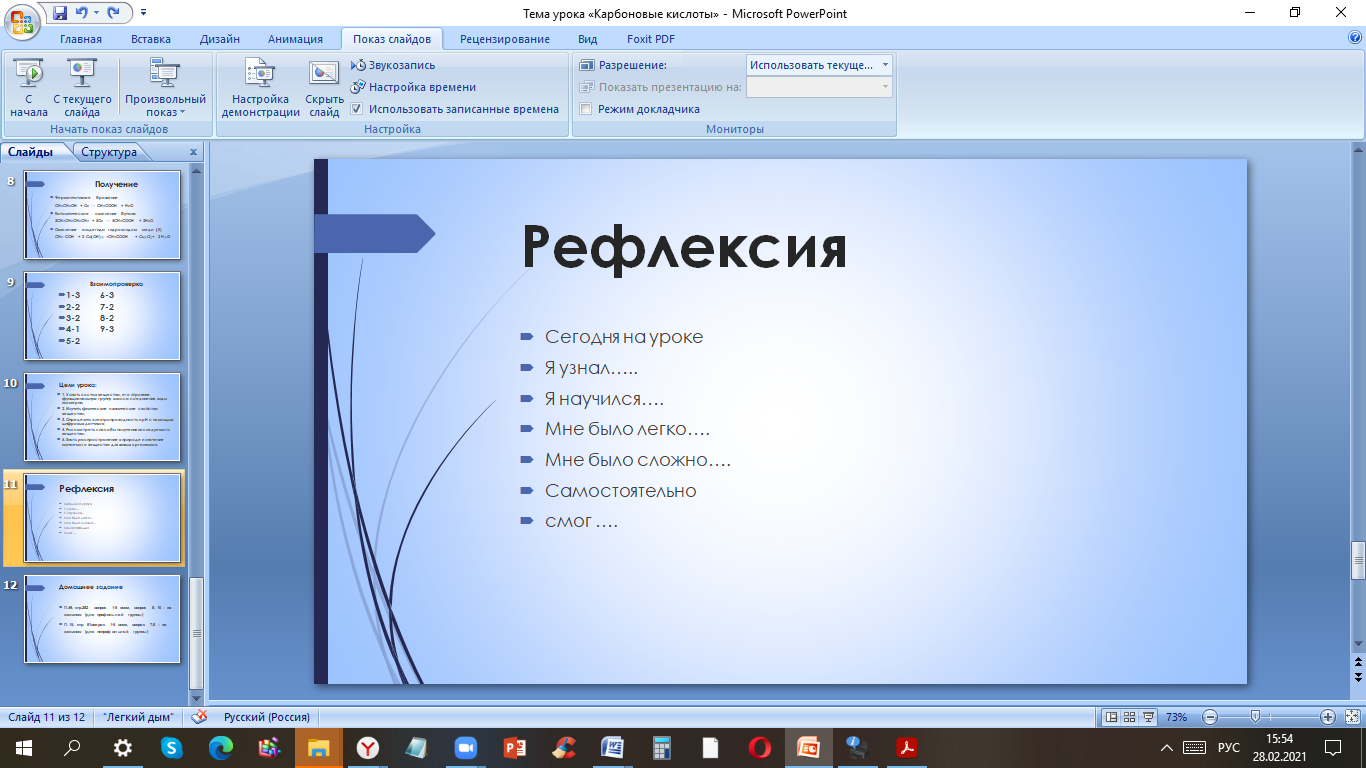 Тема урока «Карбоновые кислоты» - Microsoft PowerPoint
Главная Вставка Дизайн Анимация Показ слайдов Рецензирование Вид Foxit PDF
С начала
С текущего слайда
Произвольный показ
Начать показ слайдов
Настройка демонстрации
Скрыть слайд
Звукозапись
Настройка времени
Использовать записанные времена
Настройка
Разрешение: Использовать текуще...
Показать презентацию на:
Режим докладчика
Мониторы
Слайды Структура x
8
Получение
9
Взаимопроверка
1-3 6-3
2-2 7-2
3-2 8-2
4-1 9-3
5-2
10
Цели урока:
11
Рефлексия
12
Домашнее задание
Рефлексия
Сегодня на уроке
Я узнал…..
Я научился….
Мне было легко….
Мне было сложно….
Самостоятельно
смог ….
Слайд 11 из 12 "Легкий дым" Русский (Россия) 73%
РУС
15:54
28.02.2021